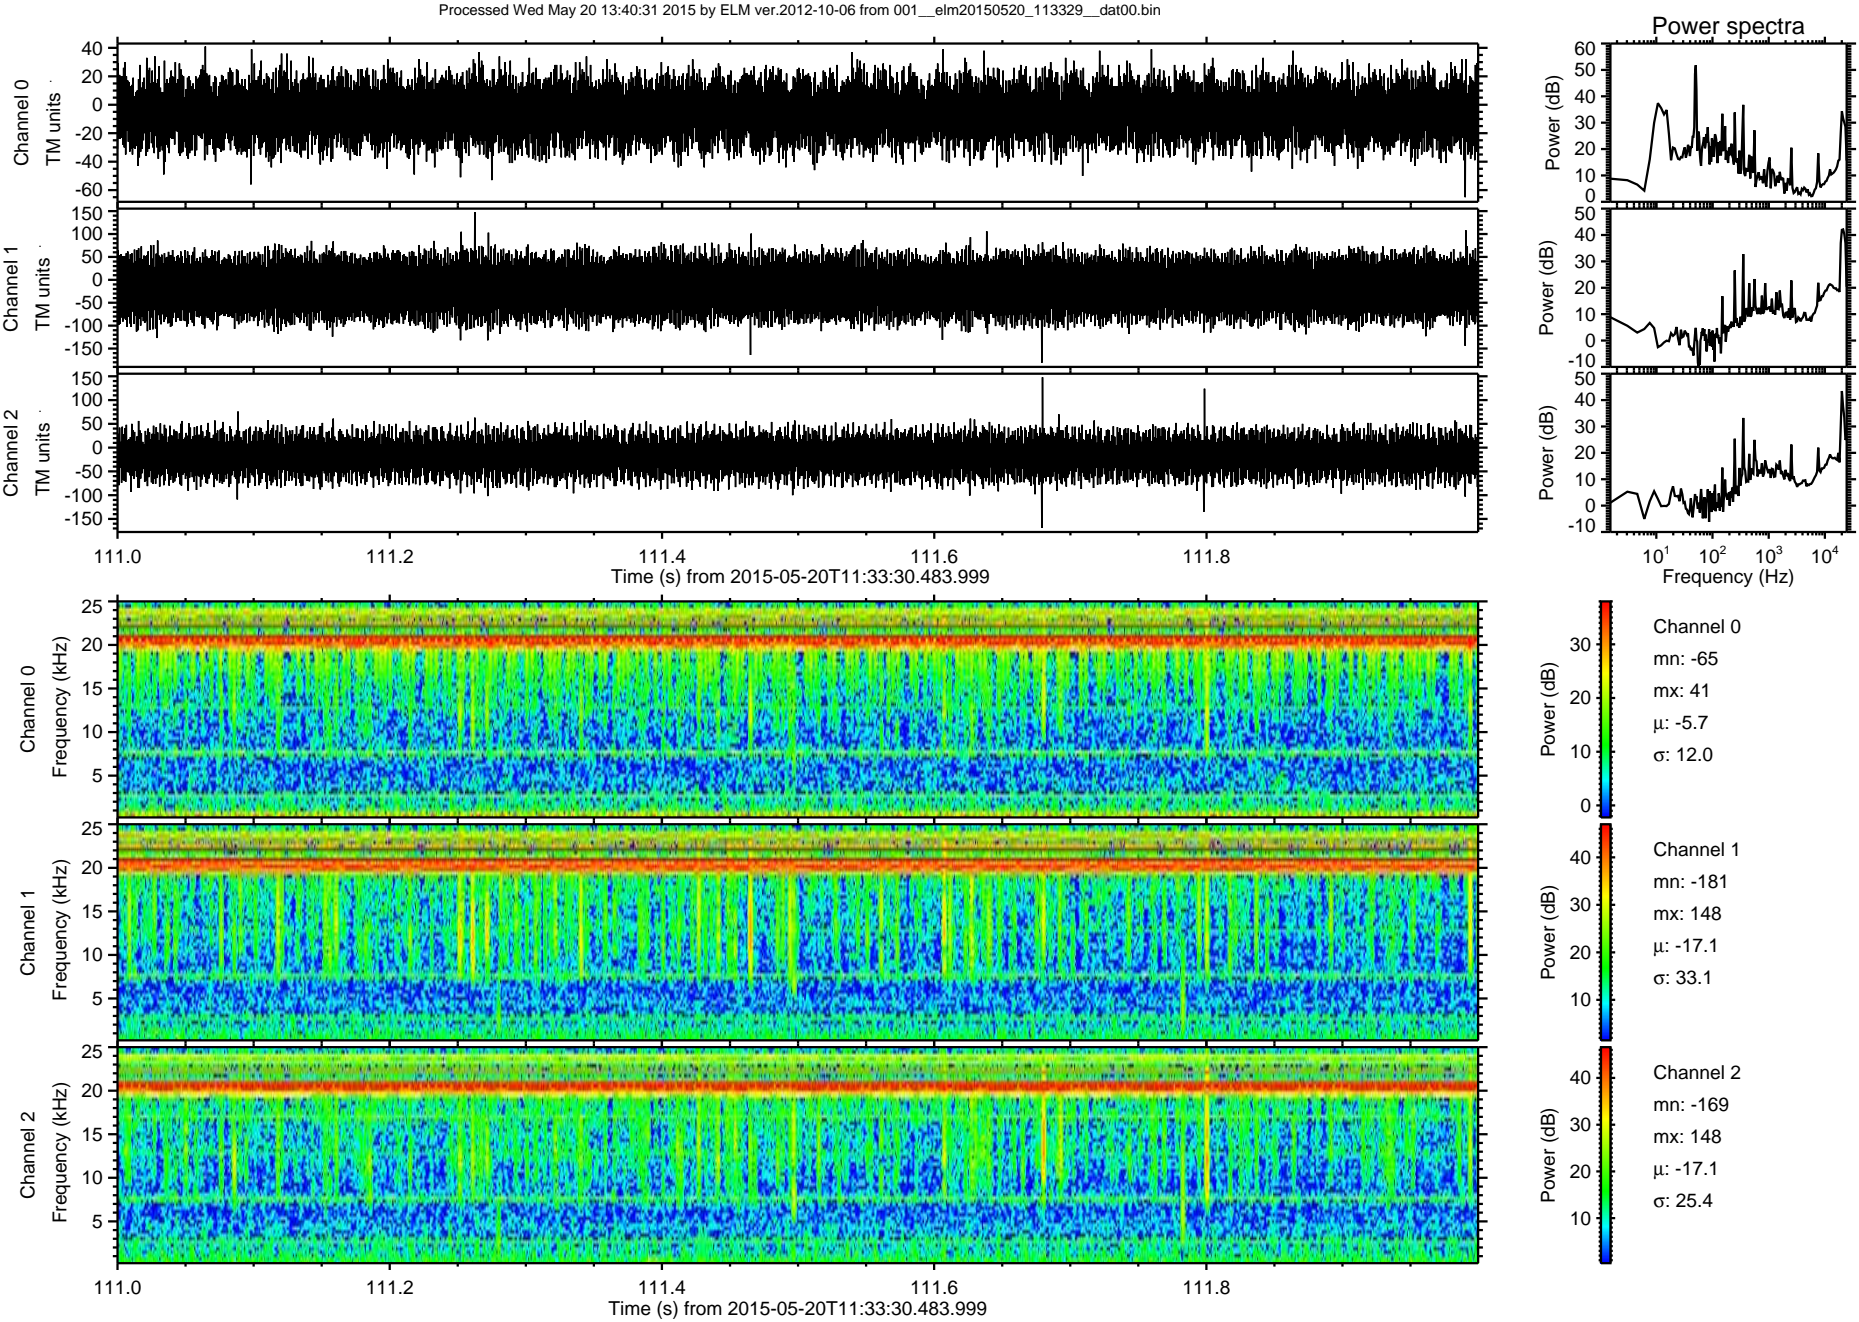 Processed Wed May 20 13:40:31 2015 by ELM ver.2012-10-06 from 001__elm20150520_113329__dat00.bin
Power spectra
Channel 0
TM units
40
20
0
-20
-40
-60
Power (dB)
60
50
40
30
20
10
0
Channel 1
TM units
150
100
50
0
-50
-100
-150
Power (dB)
50
40
30
20
10
0
-10
Channel 2
TM units
150
100
50
0
-50
-100
-150
Power (dB)
50
40
30
20
10
0
-10
111.0 111.2 111.4 111.6 111.8
Time (s) from 2015-05-20T11:33:30.483.999
10¹ 10² 10³ 10⁴
Frequency (Hz)
Channel 0
Frequency (kHz)
25
20
15
10
5
Power (dB)
30
20
10
0
Channel 0
mn: -65
mx: 41
μ: -5.7
σ: 12.0
Channel 1
Frequency (kHz)
25
20
15
10
5
Power (dB)
40
30
20
10
Channel 1
mn: -181
mx: 148
μ: -17.1
σ: 33.1
Channel 2
Frequency (kHz)
25
20
15
10
5
Power (dB)
40
30
20
10
Channel 2
mn: -169
mx: 148
μ: -17.1
σ: 25.4
111.0 111.2 111.4 111.6 111.8
Time (s) from 2015-05-20T11:33:30.483.999